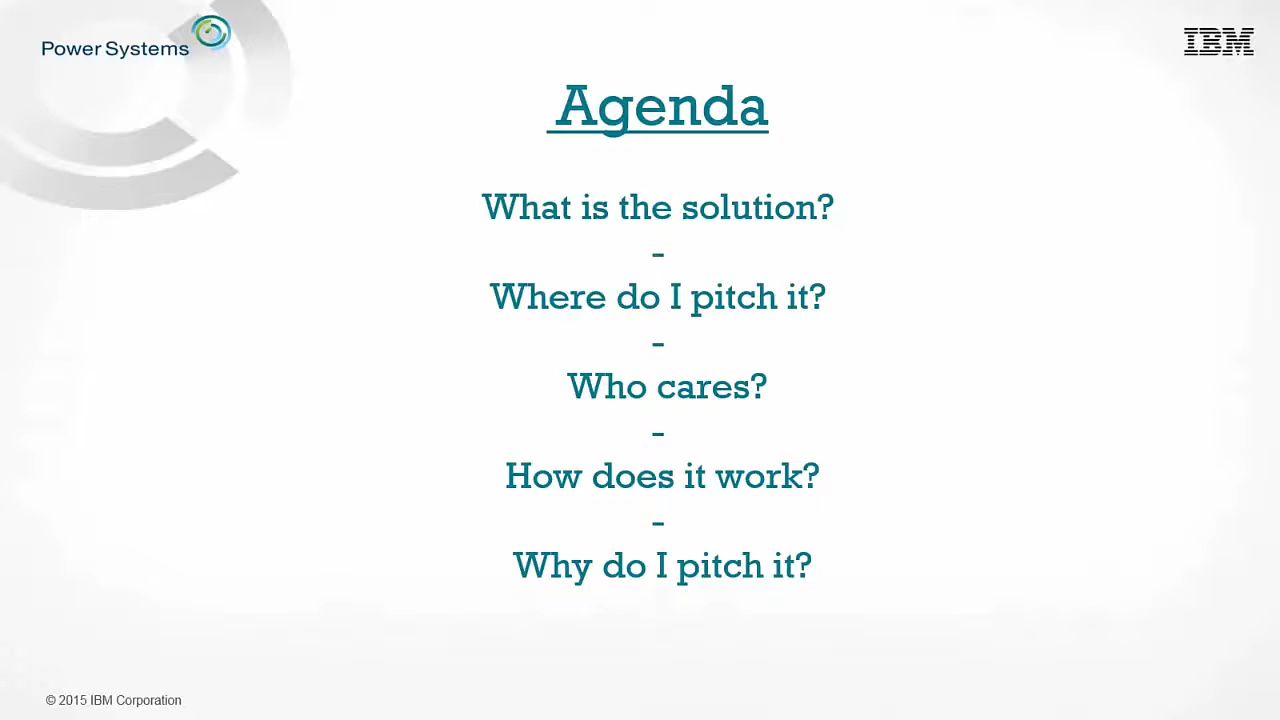 Power Systems
IBM
Agenda
What is the solution?
-
Where do I pitch it?
-
Who cares?
-
How does it work?
-
Why do I pitch it?
© 2015 IBM Corporation